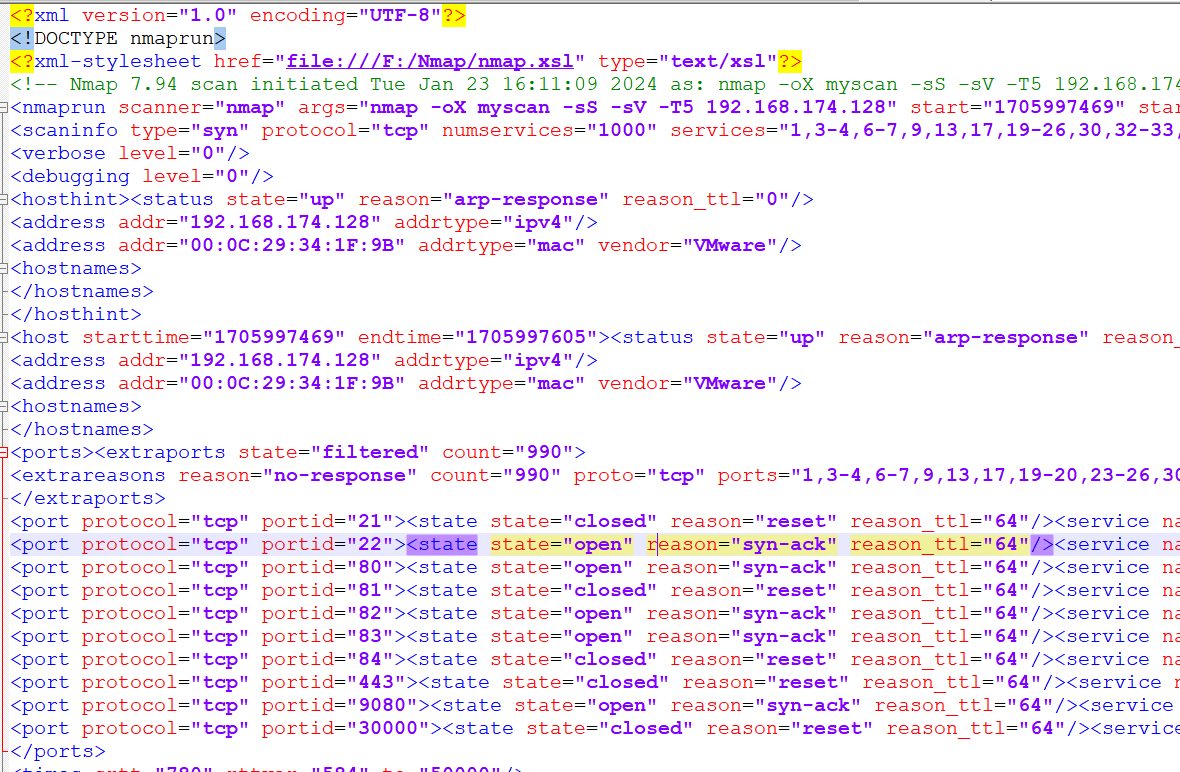 <?xml version="1.0" encoding="UTF-8"?>
<!DOCTYPE nmaprun>
<?xml-stylesheet href="file:///F:/Nmap/nmap.xsl" type="text/xsl"?>
<!-- Nmap 7.94 scan initiated Tue Jan 23 16:11:09 2024 as: nmap -oX myscan -sS -sV -T5 192.168.174
<nmaprun scanner="nmap" args="nmap -oX myscan -sS -sV -T5 192.168.174.128" start="1705997469" star
<scaninfo type="syn" protocol="tcp" numservices="1000" services="1,3-4,6-7,9,13,17,19-26,30,32-33,
<verbose level="0"/>
<debugging level="0"/>
<hosthint><status state="up" reason="arp-response" reason_ttl="0"/>
<address addr="192.168.174.128" addrtype="ipv4"/>
<address addr="00:0C:29:34:1F:9B" addrtype="mac" vendor="VMware"/>
<hostnames>
</hostnames>
</hosthint>
<host starttime="1705997469" endtime="1705997605"><status state="up" reason="arp-response" reason_
<address addr="192.168.174.128" addrtype="ipv4"/>
<address addr="00:0C:29:34:1F:9B" addrtype="mac" vendor="VMware"/>
<hostnames>
</hostnames>
<ports><extraports state="filtered" count="990">
<extrareasons reason="no-response" count="990" proto="tcp" ports="1,3-4,6-7,9,13,17,19-20,23-26,30
</extraports>
<port protocol="tcp" portid="21"><state state="closed" reason="reset" reason_ttl="64"/><service na
<port protocol="tcp" portid="22"><state state="open" reason="syn-ack" reason_ttl="64"/><service na
<port protocol="tcp" portid="80"><state state="open" reason="syn-ack" reason_ttl="64"/><service na
<port protocol="tcp" portid="81"><state state="closed" reason="reset" reason_ttl="64"/><service na
<port protocol="tcp" portid="82"><state state="open" reason="syn-ack" reason_ttl="64"/><service na
<port protocol="tcp" portid="83"><state state="open" reason="syn-ack" reason_ttl="64"/><service na
<port protocol="tcp" portid="84"><state state="closed" reason="reset" reason_ttl="64"/><service na
<port protocol="tcp" portid="443"><state state="closed" reason="reset" reason_ttl="64"/><service n
<port protocol="tcp" portid="9080"><state state="open" reason="syn-ack" reason_ttl="64"/><service
<port protocol="tcp" portid="30000"><state state="closed" reason="reset" reason_ttl="64"/><service
</ports>
<times srtt="780" rttvar="584" to="50000"/>